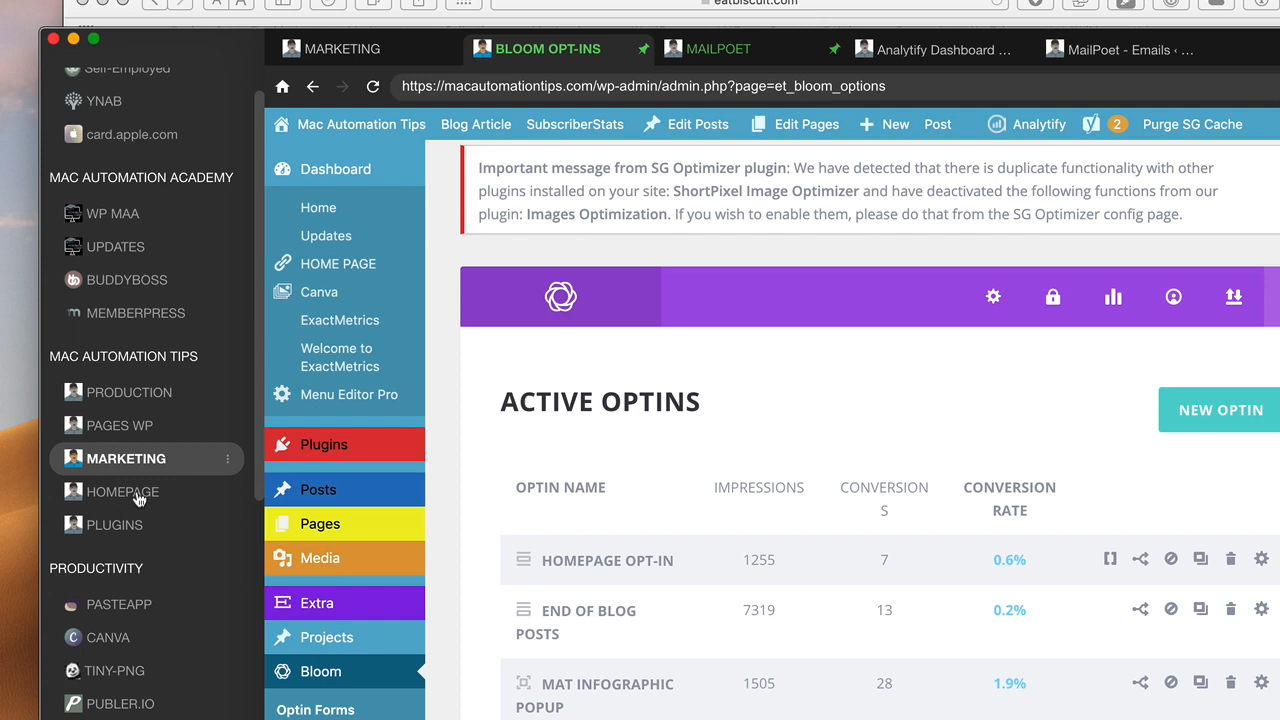 eatbiscuit.com
MARKETING
BLOOM OPT-INS
MAILPOET
Analytify Dashboard ...
MailPoet - Emails ‹ ...
https://macautomationtips.com/wp-admin/admin.php?page=et_bloom_options
Self-Employed
YNAB
card.apple.com
MAC AUTOMATION ACADEMY
WP MAA
UPDATES
BUDDYBOSS
MEMBERPRESS
MAC AUTOMATION TIPS
PRODUCTION
PAGES WP
MARKETING
HOMEPAGE
PLUGINS
PRODUCTIVITY
PASTEAPP
CANVA
TINY-PNG
PUBLER.IO
Mac Automation Tips
Blog Article
SubscriberStats
Edit Posts
Edit Pages
New
Post
Analytify
2
Purge SG Cache
Dashboard
Home
Updates
HOME PAGE
Canva
ExactMetrics
Welcome to
ExactMetrics
Menu Editor Pro
Plugins
Posts
Pages
Media
Extra
Projects
Bloom
Optin Forms
Important message from SG Optimizer plugin: We have detected that there is duplicate functionality with other
plugins installed on your site: ShortPixel Image Optimizer and have deactivated the following functions from our
plugin: Images Optimization. If you wish to enable them, please do that from the SG Optimizer config page.
ACTIVE OPTINS
NEW OPTIN
OPTIN NAME
IMPRESSIONS
CONVERSION
S
CONVERSION
RATE
HOMEPAGE OPT-IN
1255
7
0.6%
END OF BLOG
POSTS
7319
13
0.2%
MAT INFOGRAPHIC
POPUP
1505
28
1.9%